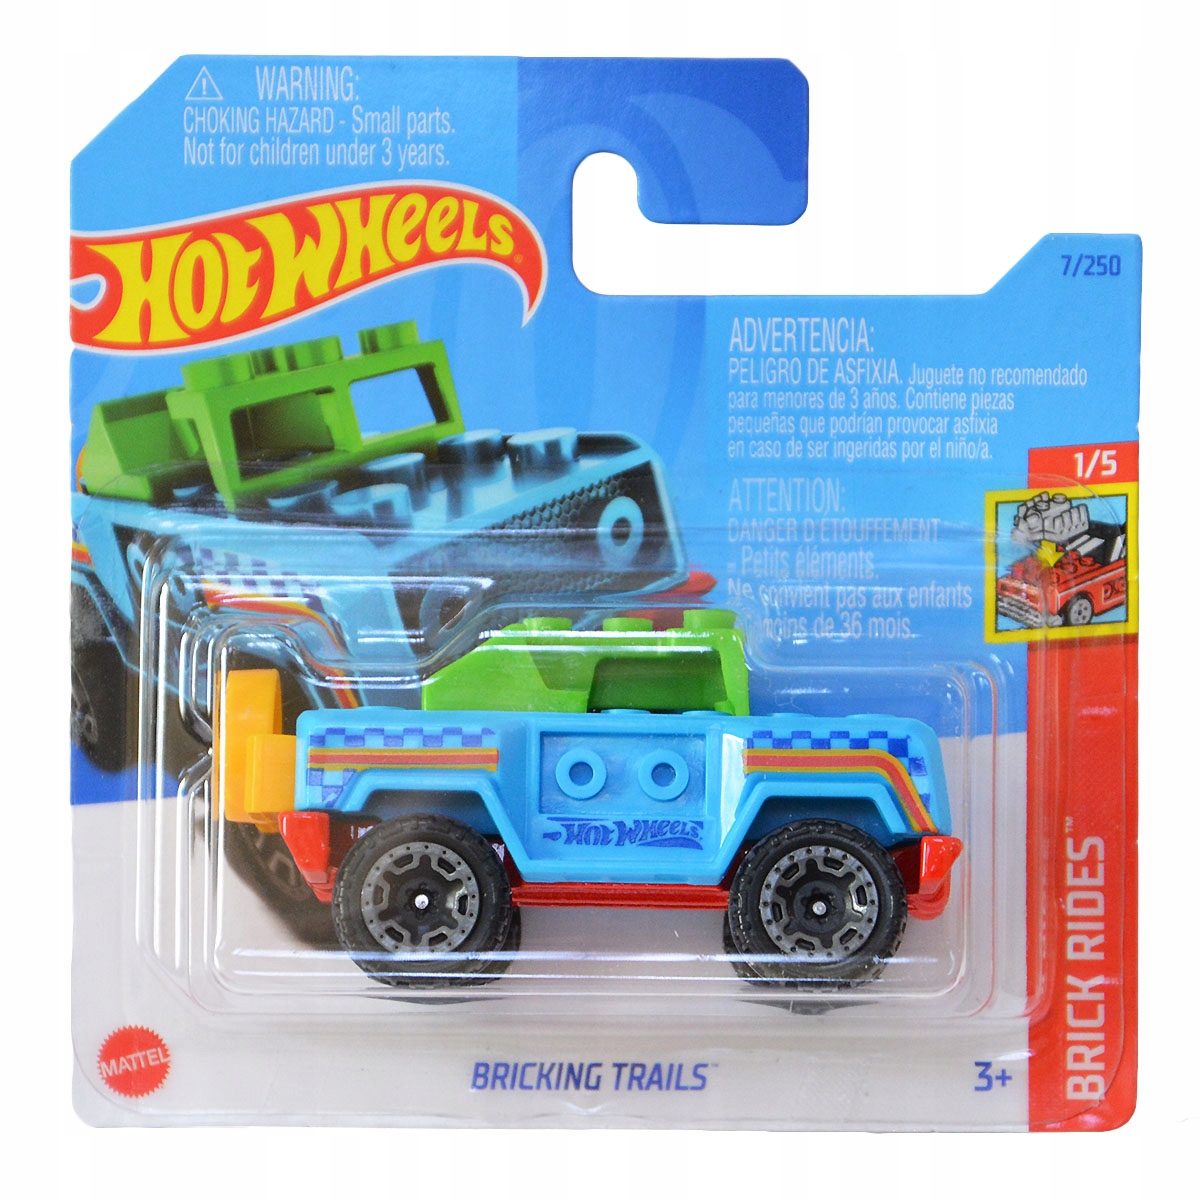 WARNING:
CHOKING HAZARD - Small parts.
Not for children under 3 years.
HOT WHEELS®
7/250
ADVERTENCIA:
PELIGRO DE ASFIXIA. Juguete no recomendado
para menores de 3 años. Contiene piezas
pequeñas que podrían provocar asfixia
en caso de ser ingeridas por el niño/a.
1/5
ATTENTION:
DANGER D'ETOUFFEMENT
- Petits éléments.
Ne convient pas aux enfants
moins de 36 mois.
HOT WHEELS
BRICK RIDES™
MATTEL
BRICKING TRAILS™
3+